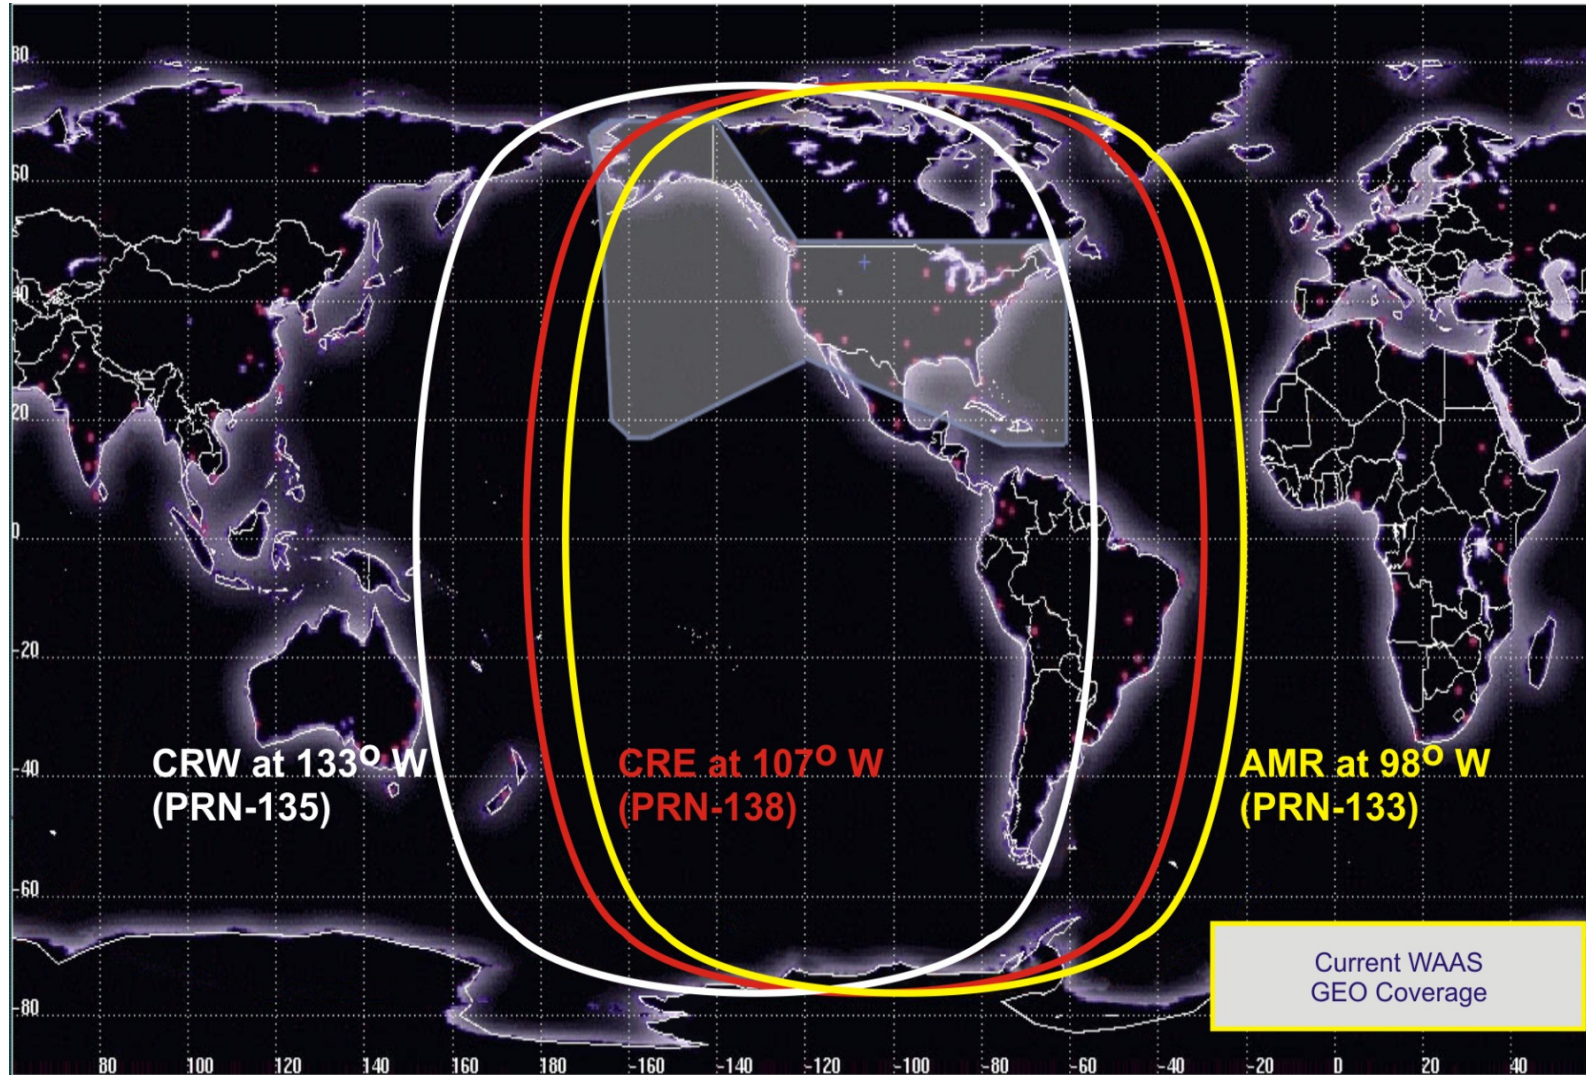 80
60
40
20
0
-20
-40
-60
-80
CRW at 133° W
(PRN-135)
CRE at 107° W
(PRN-138)
AMR at 98° W
(PRN-133)
Current WAAS
GEO Coverage
80 100 120 140 160 180 -160 -140 -120 -100 -80 -60 -40 -20 0 20 40